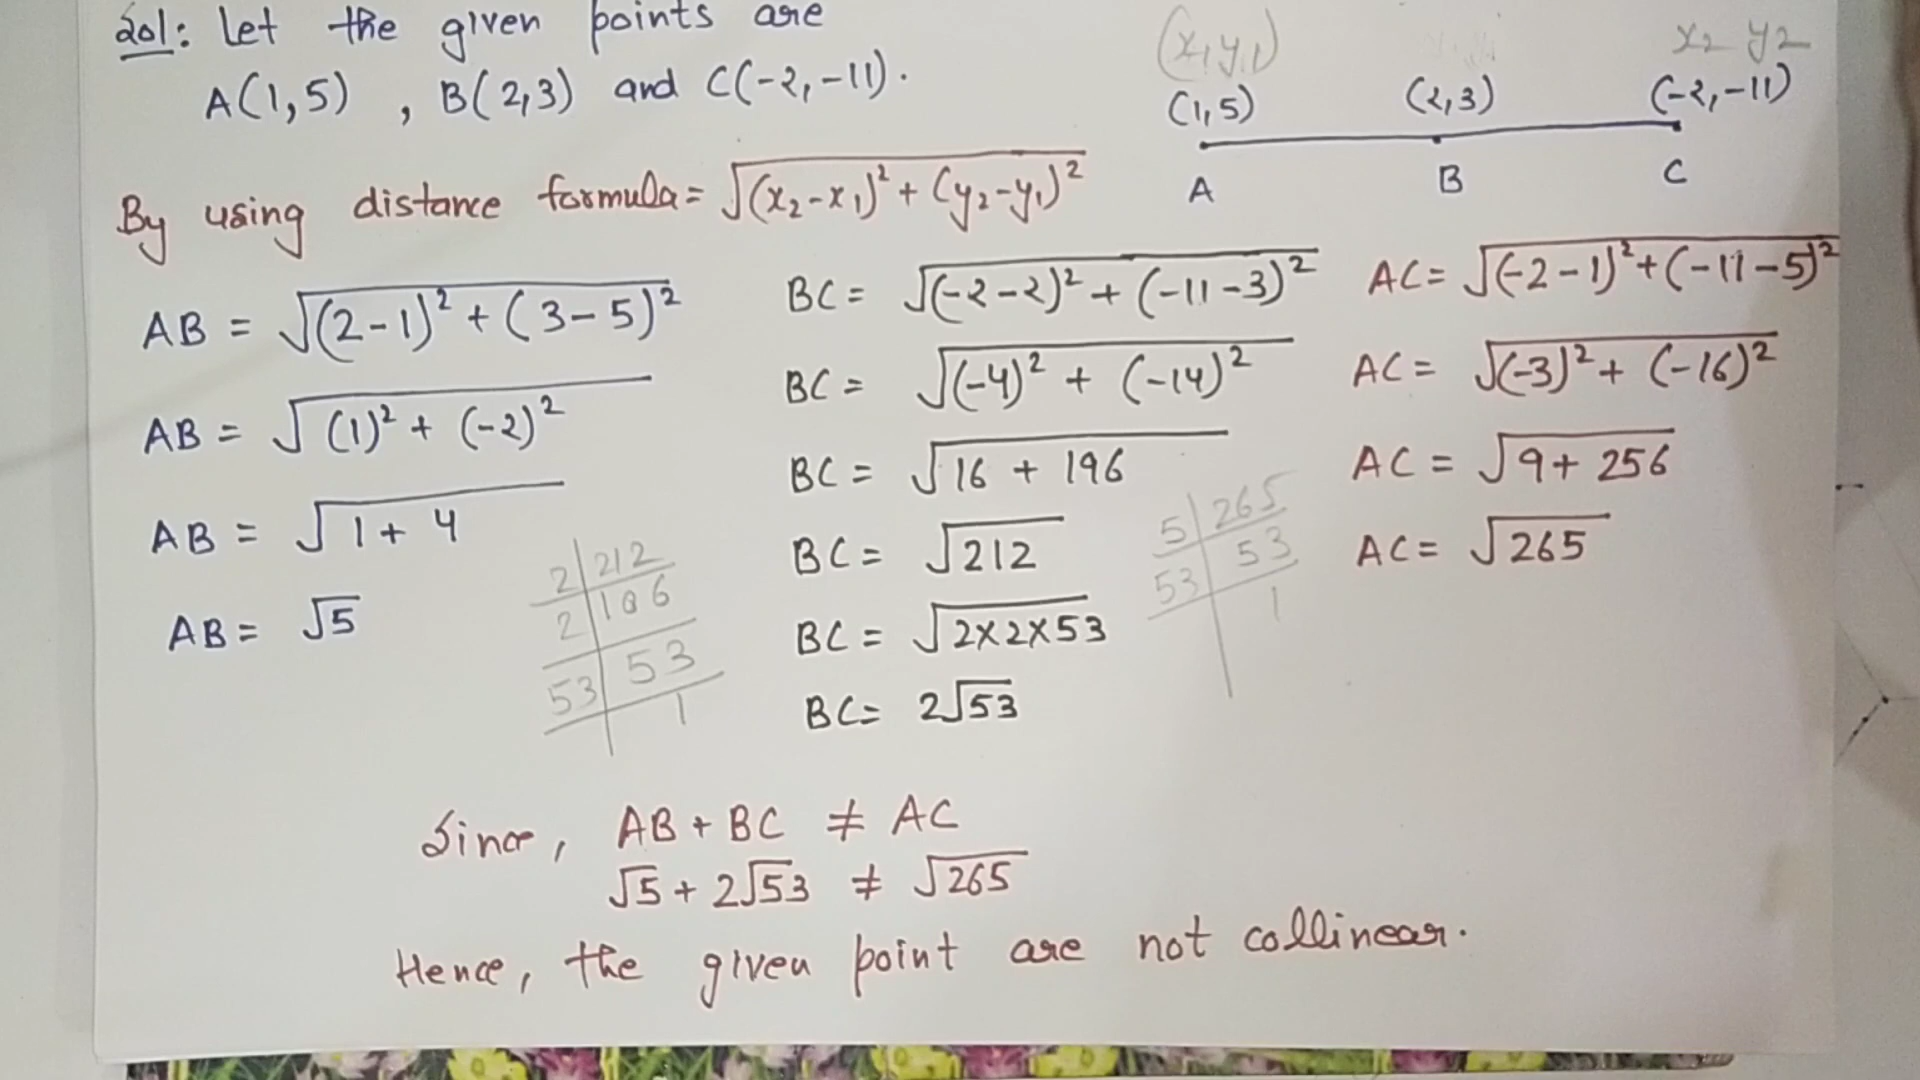 Sol: Let the given points are
A(1,5) , B(2,3) and C(-2,-11).
(x₁y₁) x₂ y₂
(1,5) (2,3) (-2,-11)
A B C
By using distance formula = √(x₂-x₁)² + (y₂-y₁)²
AB = √(2-1)² + (3-5)²
AB = √(1)² + (-2)²
AB = √1+4
AB = √5
2 | 212
2 | 106
53 | 53
1
BC = √(-2-2)² + (-11-3)²
BC = √(-4)² + (-14)²
BC = √16 + 196
BC = √212
BC = √2×2×53
BC = 2√53
5 | 265
53 | 53
1
AC = √(-2-1)² + (-11-5)²
AC = √(-3)² + (-16)²
AC = √9+ 256
AC = √265
Since, AB + BC ≠ AC
√5 + 2√53 ≠ √265
Hence, the given point are not collinear.